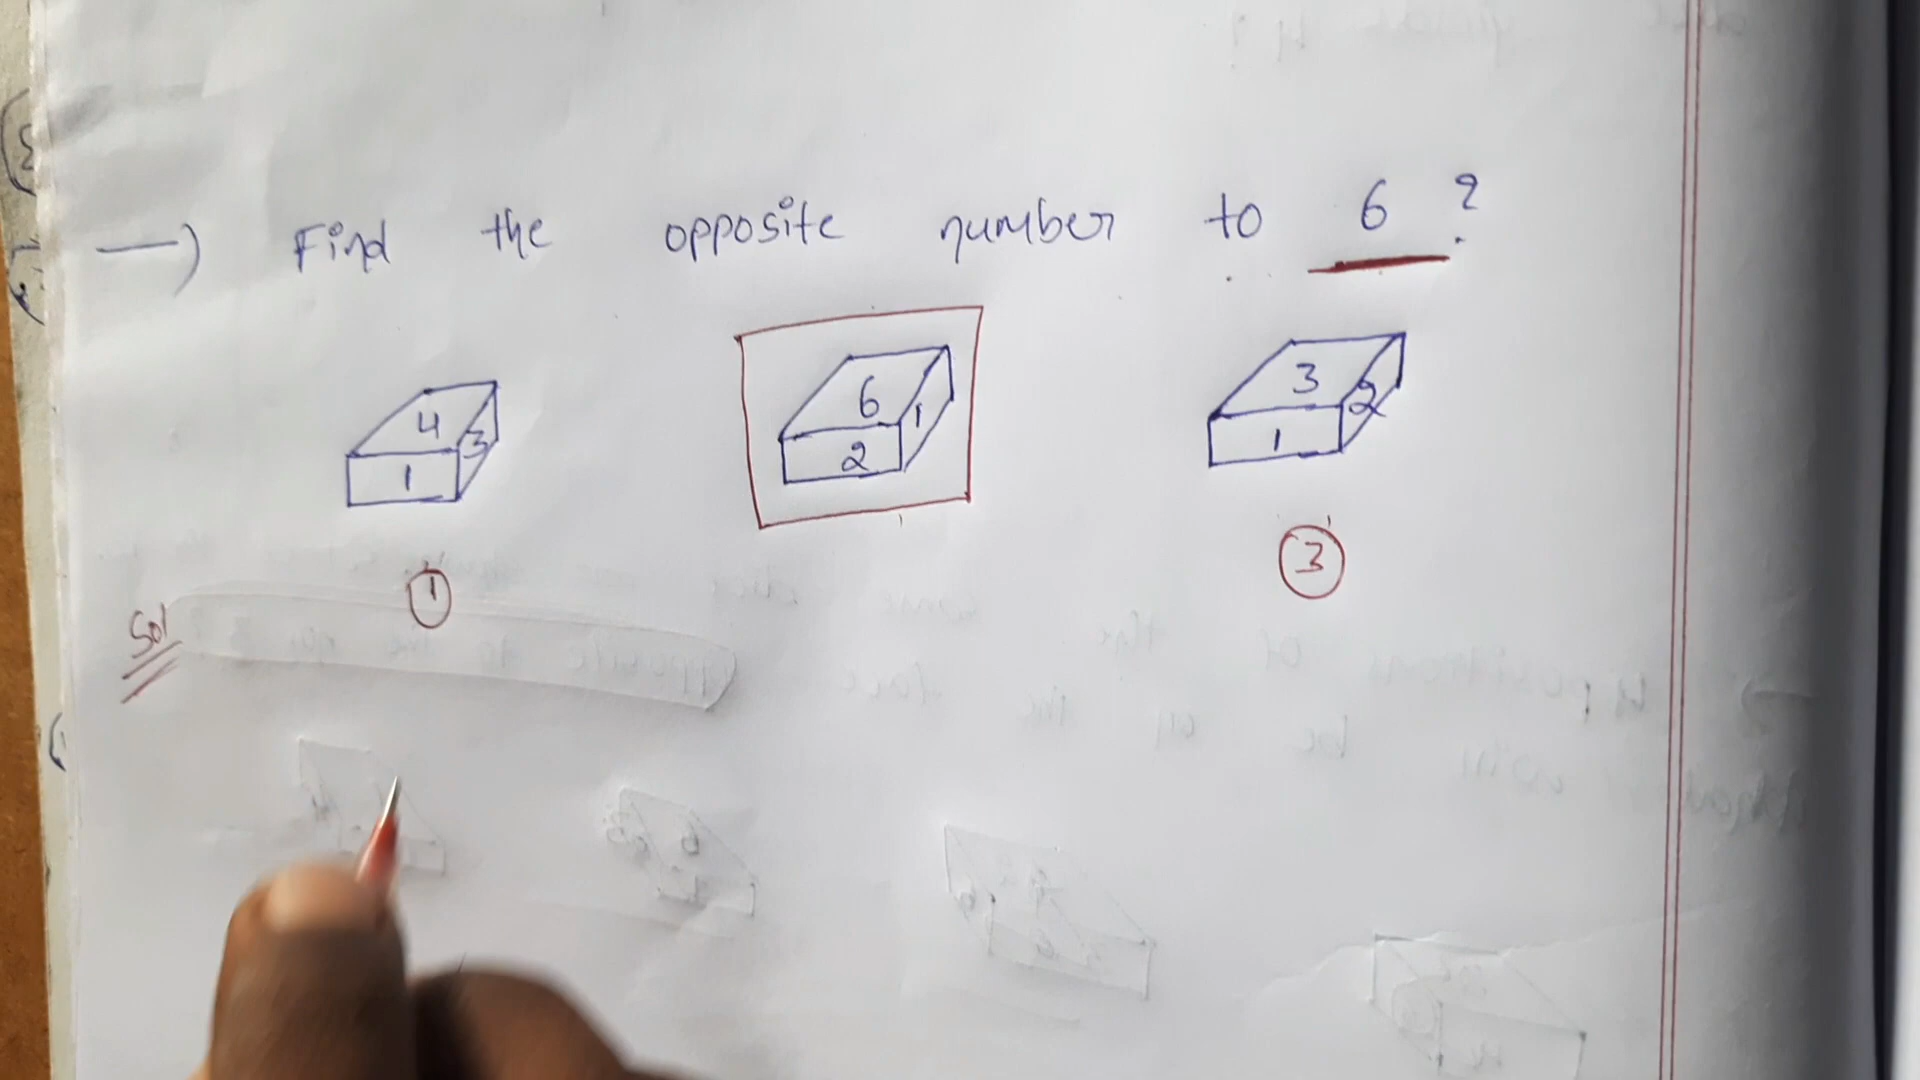 —) Find the opposite number to 6 ?
4 3 1
6 1 2
3 2 1
1 3
Sol